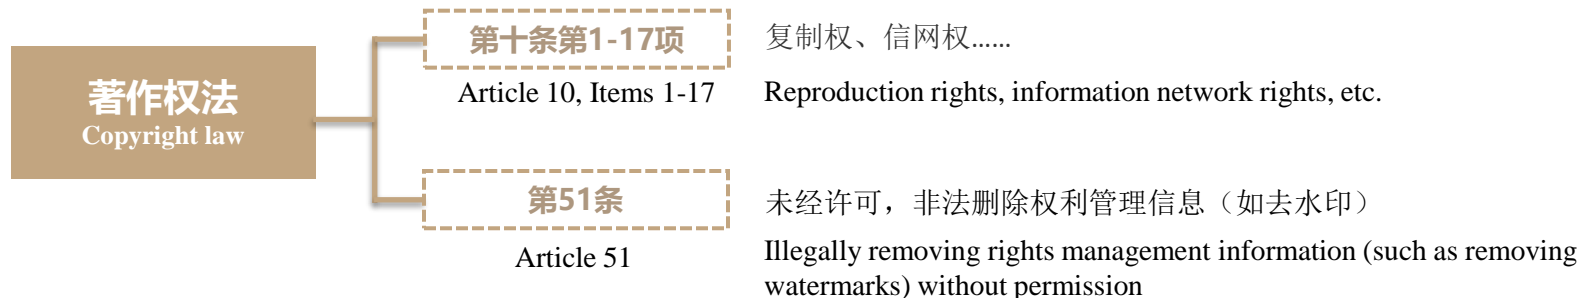 著作权法
Copyright law
第十条第1-17项
Article 10, Items 1-17
复制权、信网权......
Reproduction rights, information network rights, etc.
第51条
Article 51
未经许可，非法删除权利管理信息（如去水印）
Illegally removing rights management information (such as removing
watermarks) without permission